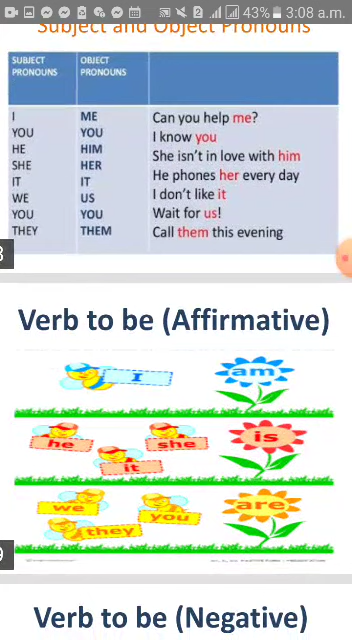 43% 3:08 a.m.
Subject and Object Pronouns
SUBJECT PRONOUNS OBJECT PRONOUNS
I ME Can you help me?
YOU YOU I know you
HE HIM She isn't in love with him
SHE HER He phones her every day
IT IT I don't like it
WE US Wait for us!
YOU YOU Call them this evening
THEY THEM
Verb to be (Affirmative)
I am
he she is
it
we you are
they
9
Verb to be (Negative)